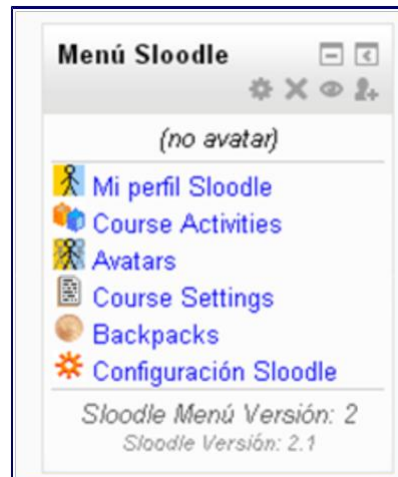 Menú Sloodle
(no avatar)
Mi perfil Sloodle
Course Activities
Avatars
Course Settings
Backpacks
Configuración Sloodle
Sloodle Menú Versión: 2
Sloodle Versión: 2.1